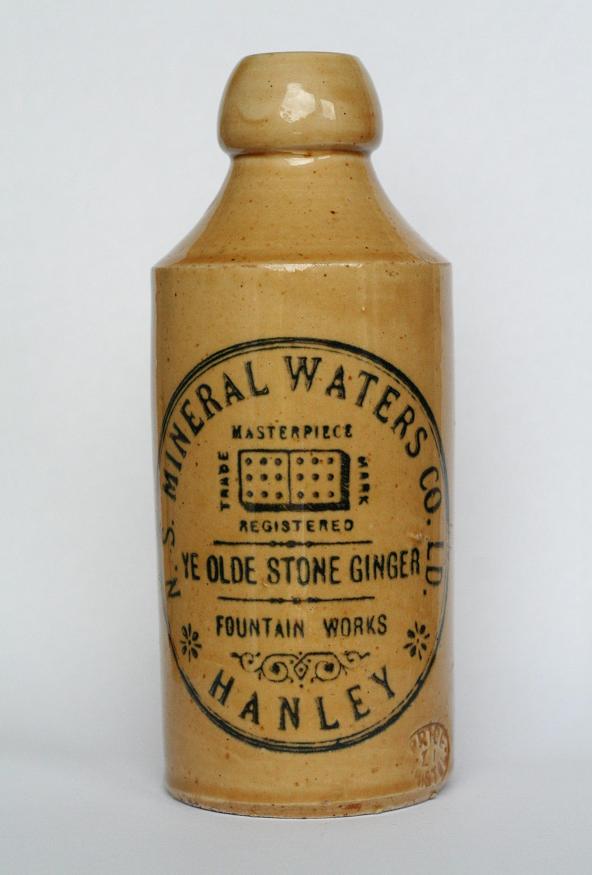 N. S. MINERAL WATERS CO. LD.
MASTERPIECE
TRADE MARK
REGISTERED
YE OLDE STONE GINGER
FOUNTAIN WORKS
HANLEY